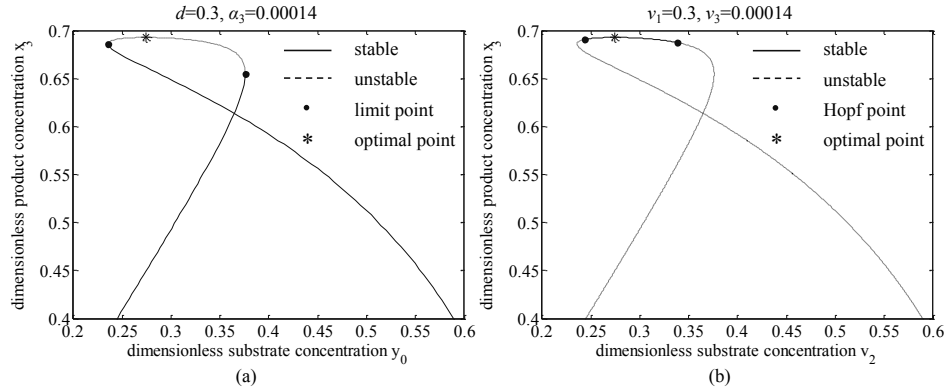 d=0.3, α3=0.00014
0.7
0.65
0.6
0.55
0.5
0.45
0.4
dimensionless product concentration x3
stable
unstable
limit point
optimal point
0.2 0.25 0.3 0.35 0.4 0.45 0.5 0.55 0.6
dimensionless substrate concentration y0
(a)
v1=0.3, v3=0.00014
0.7
0.65
0.6
0.55
0.5
0.45
0.4
dimensionless product concentration x3
stable
unstable
Hopf point
optimal point
0.2 0.25 0.3 0.35 0.4 0.45 0.5 0.55 0.6
dimensionless substrate concentration v2
(b)